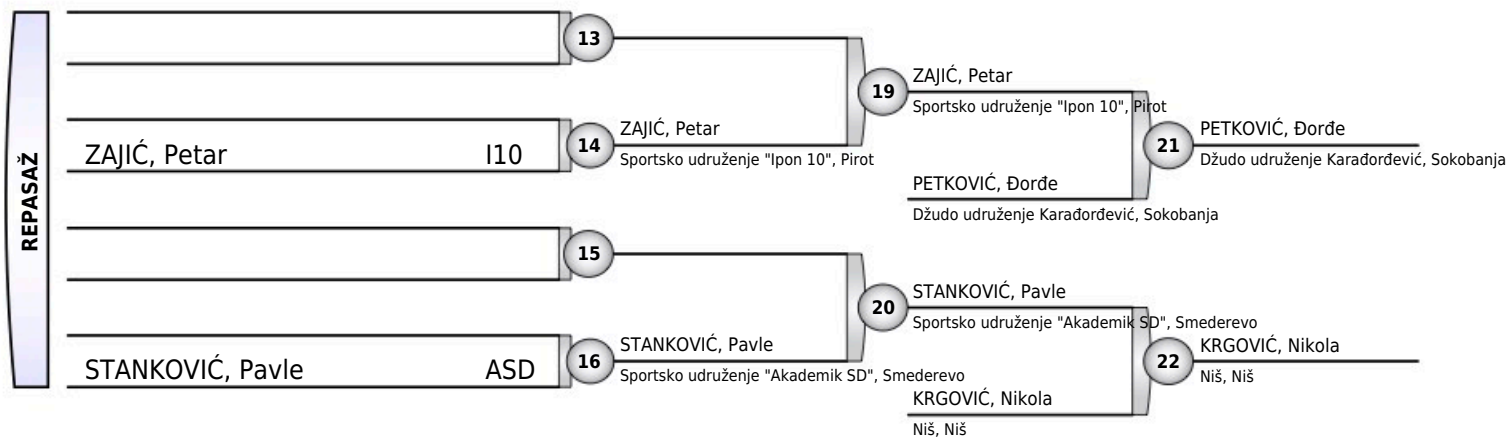 REPASAŽ
13
ZAJIĆ, Petar I10
14
ZAJIĆ, Petar
Sportsko udruženje "Ipon 10", Pirot
15
STANKOVIĆ, Pavle ASD
16
STANKOVIĆ, Pavle
Sportsko udruženje "Akademik SD", Smederevo
19
ZAJIĆ, Petar
Sportsko udruženje "Ipon 10", Pirot
PETKOVIĆ, Đorđe
Džudo udruženje Karađorđević, Sokobanja
20
STANKOVIĆ, Pavle
Sportsko udruženje "Akademik SD", Smederevo
KRGOVIĆ, Nikola
Niš, Niš
21
PETKOVIĆ, Đorđe
Džudo udruženje Karađorđević, Sokobanja
22
KRGOVIĆ, Nikola
Niš, Niš